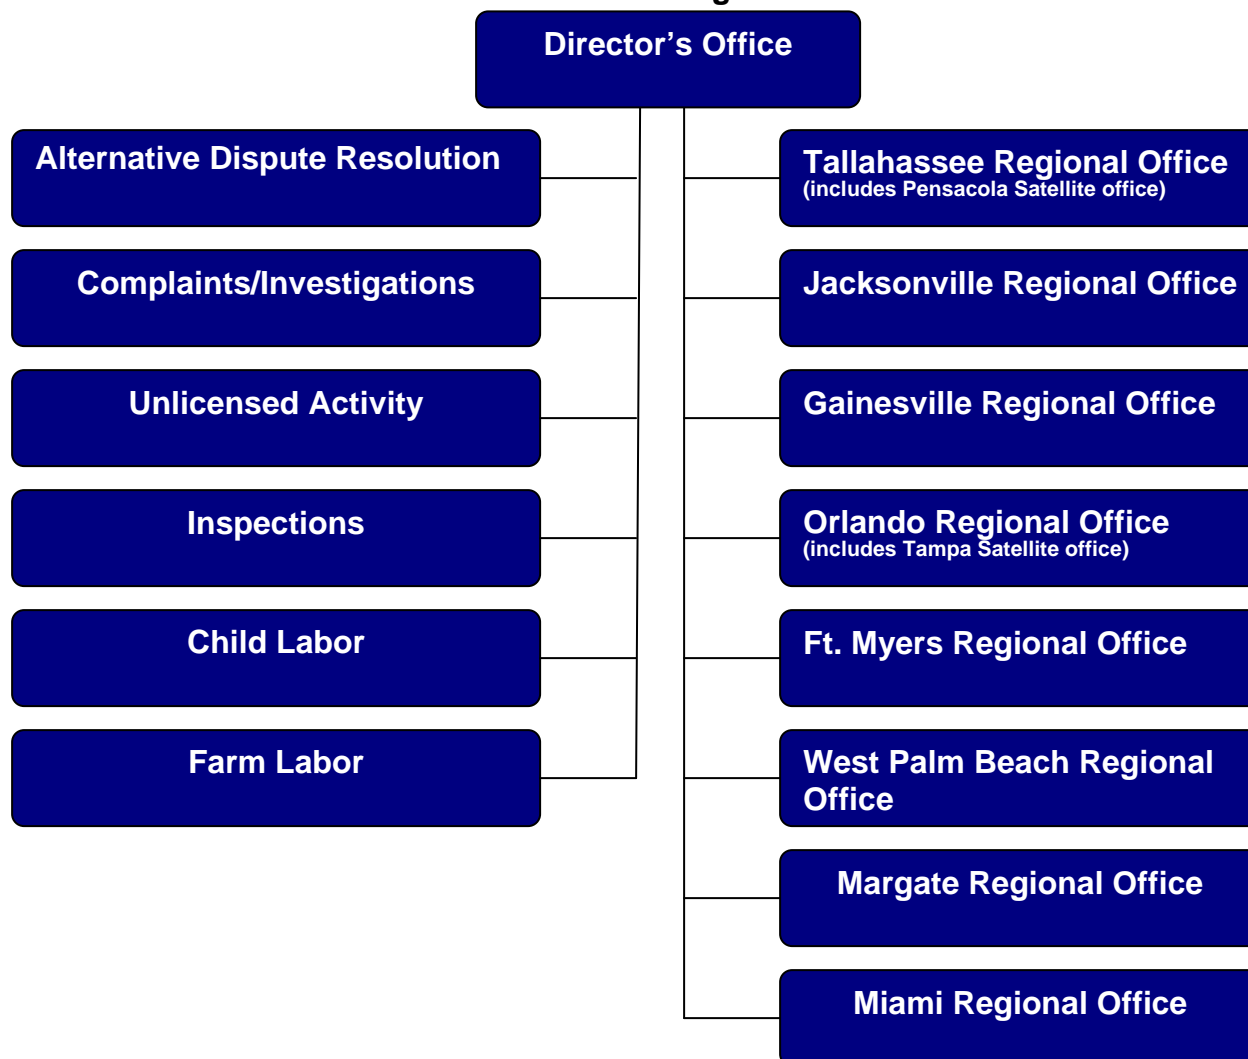 Director’s Office
Alternative Dispute Resolution
Complaints/Investigations
Unlicensed Activity
Inspections
Child Labor
Farm Labor
Tallahassee Regional Office
(includes Pensacola Satellite office)
Jacksonville Regional Office
Gainesville Regional Office
Orlando Regional Office
(includes Tampa Satellite office)
Ft. Myers Regional Office
West Palm Beach Regional
Office
Margate Regional Office
Miami Regional Office